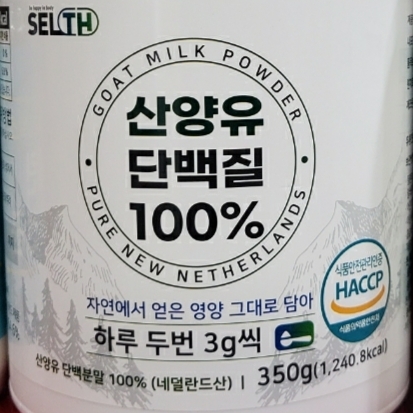 SELTH
GOAT MILK POWDER
산양유
단백질
100%
PURE NEW NETHERLANDS
자연에서 얻은 영양 그대로 담아
하루 두번 3g씩
식품안전관리인증
HACCP
식품의약품안전처
산양유 단백분말 100% (네덜란드산) | 350g(1,240.8kcal)